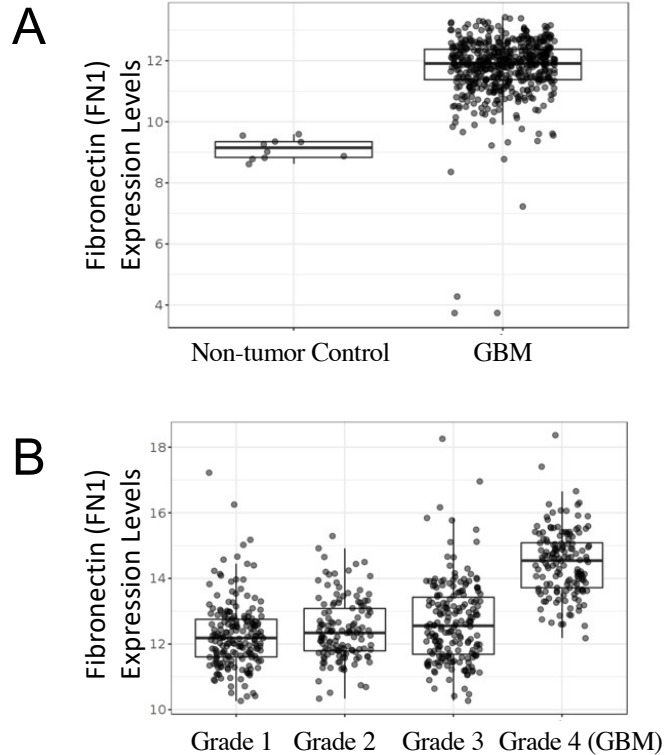 A
Fibronectin (FN1)
Expression Levels
12
10
8
6
4
Non-tumor Control
GBM
B
Fibronectin (FN1)
Expression Levels
18
16
14
12
10
Grade 1
Grade 2
Grade 3
Grade 4 (GBM)